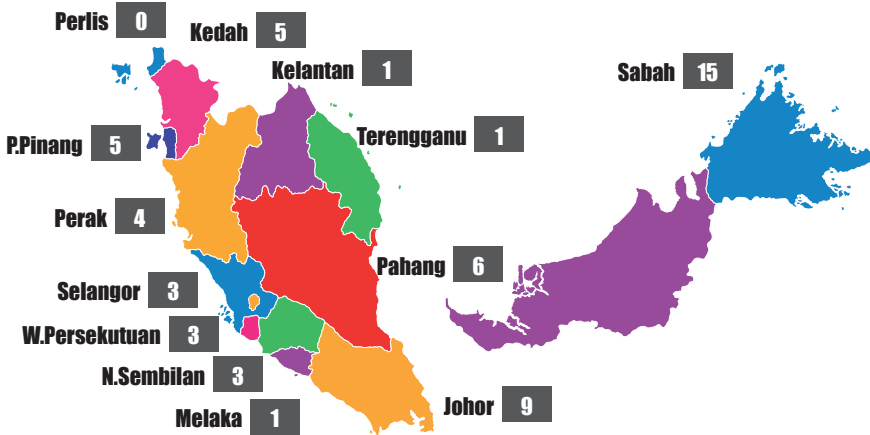 Perlis 0
Kedah 5
Kelantan 1
Sabah 15
P.Pinang 5
Terengganu 1
Perak 4
Pahang 6
Selangor 3
W.Persekutuan 3
N.Sembilan 3
Johor 9
Melaka 1